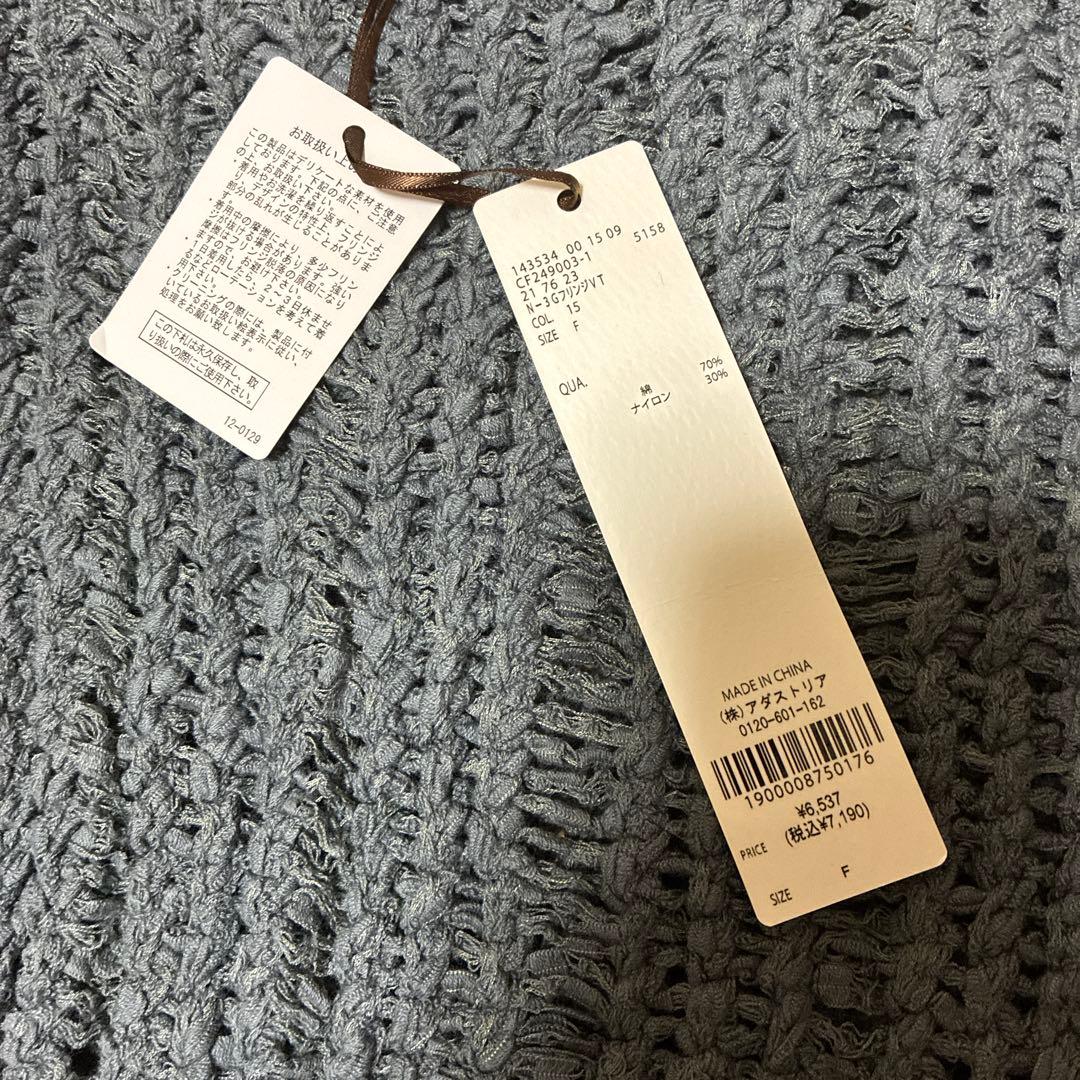 お取扱い上
この製品はデリケートな素材を使用
しております。下記の点に、ご注意
の上、お取扱い下さい。
・着用やお洗濯を繰り返すことによ
り、デザインの特性上、フリンジ
部分の乱れが生じることがありま
す。
・着用中の摩擦により、多少フリン
ジが抜ける場合があります。強い
摩擦はフリンジ脱落の原因になり
ますので、お避け下さい。
・1日着用したら、2~3日休ませ
るなど、ローテーションを考えて着
用下さい。
・クリーニングの際には、製品に付
いているお取扱い絵表示に従い、
処理をお願い致します。
この下札は永久保存し、取
り扱いの際にご使用下さい。
12-0129
143534 00 15 09 5158
CF249003-1
21 76 23
N-3GフリンジVT
COL 15
SIZE F
QUA. 綿 70%
ナイロン 30%
MADE IN CHINA
(株)アダストリア
0120-601-162
1900008750176
¥6,537
PRICE (税込¥7,190)
SIZE F